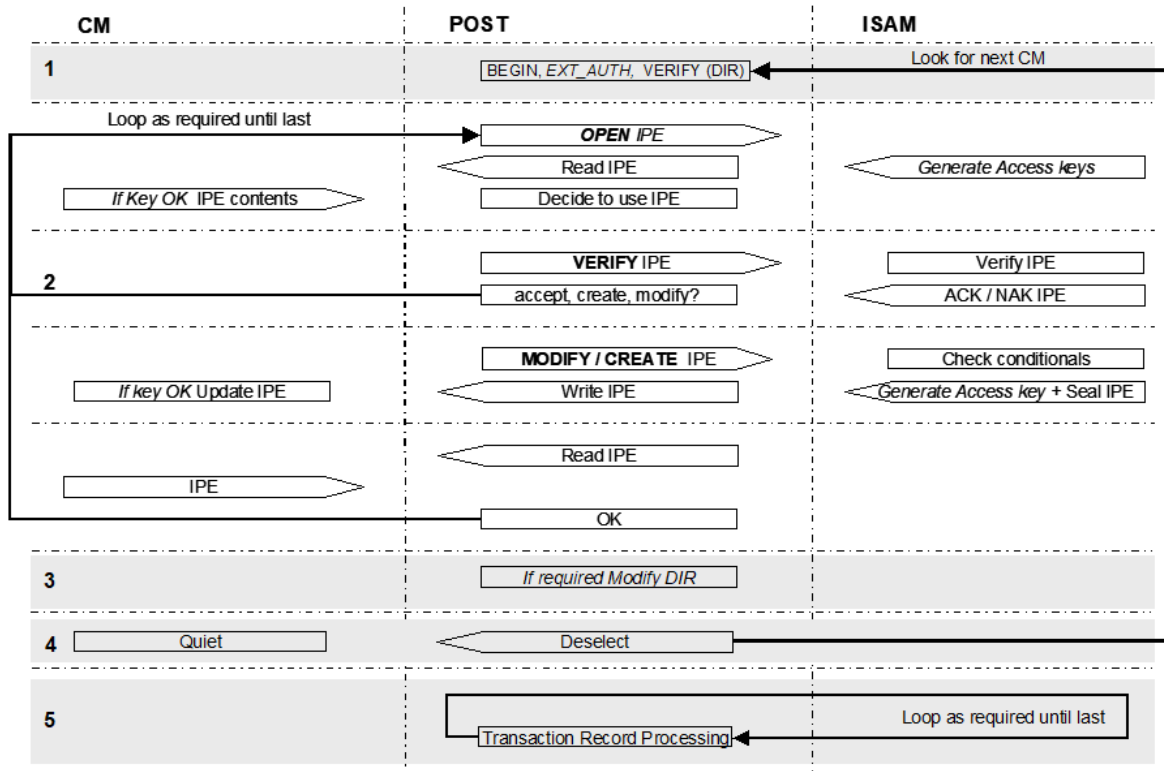 CM POST ISAM
1 BEGIN, EXT_AUTH, VERIFY (DIR) Look for next CM
Loop as required until last OPEN IPE
Read IPE Generate Access keys
If Key OK IPE contents Decide to use IPE
VERIFY IPE Verify IPE
2 accept, create, modify? ACK / NAK IPE
MODIFY / CREATE IPE Check conditionals
If key OK Update IPE Write IPE Generate Access key + Seal IPE
Read IPE
IPE
OK
3 If required Modify DIR
4 Quiet Deselect
5 Loop as required until last
Transaction Record Processing